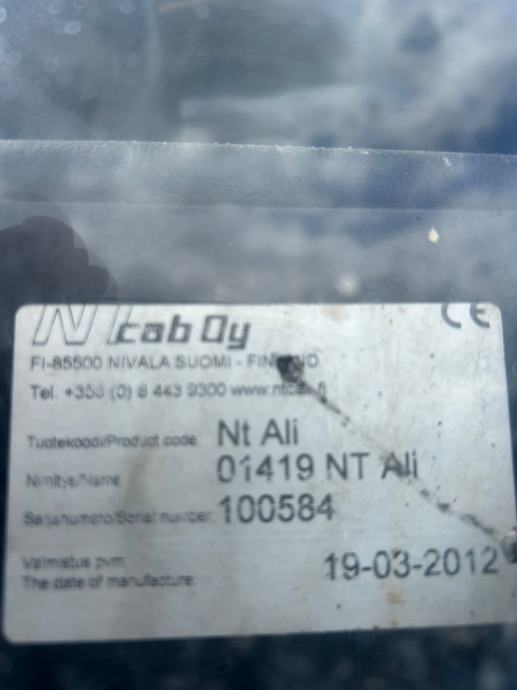 NTcab Oy
CE
FI-85500 NIVALA SUOMI - FINLAND
Tel. +358 (0) 8 443 9300 www.ntcab.fi
Tuotekoodi/Product code: Nt Ali
Nimitys/Name 01419 NT Ali
Sarjanumero/Serial number: 100584
Valmistus pvm: 19-03-2012
The date of manufacture: